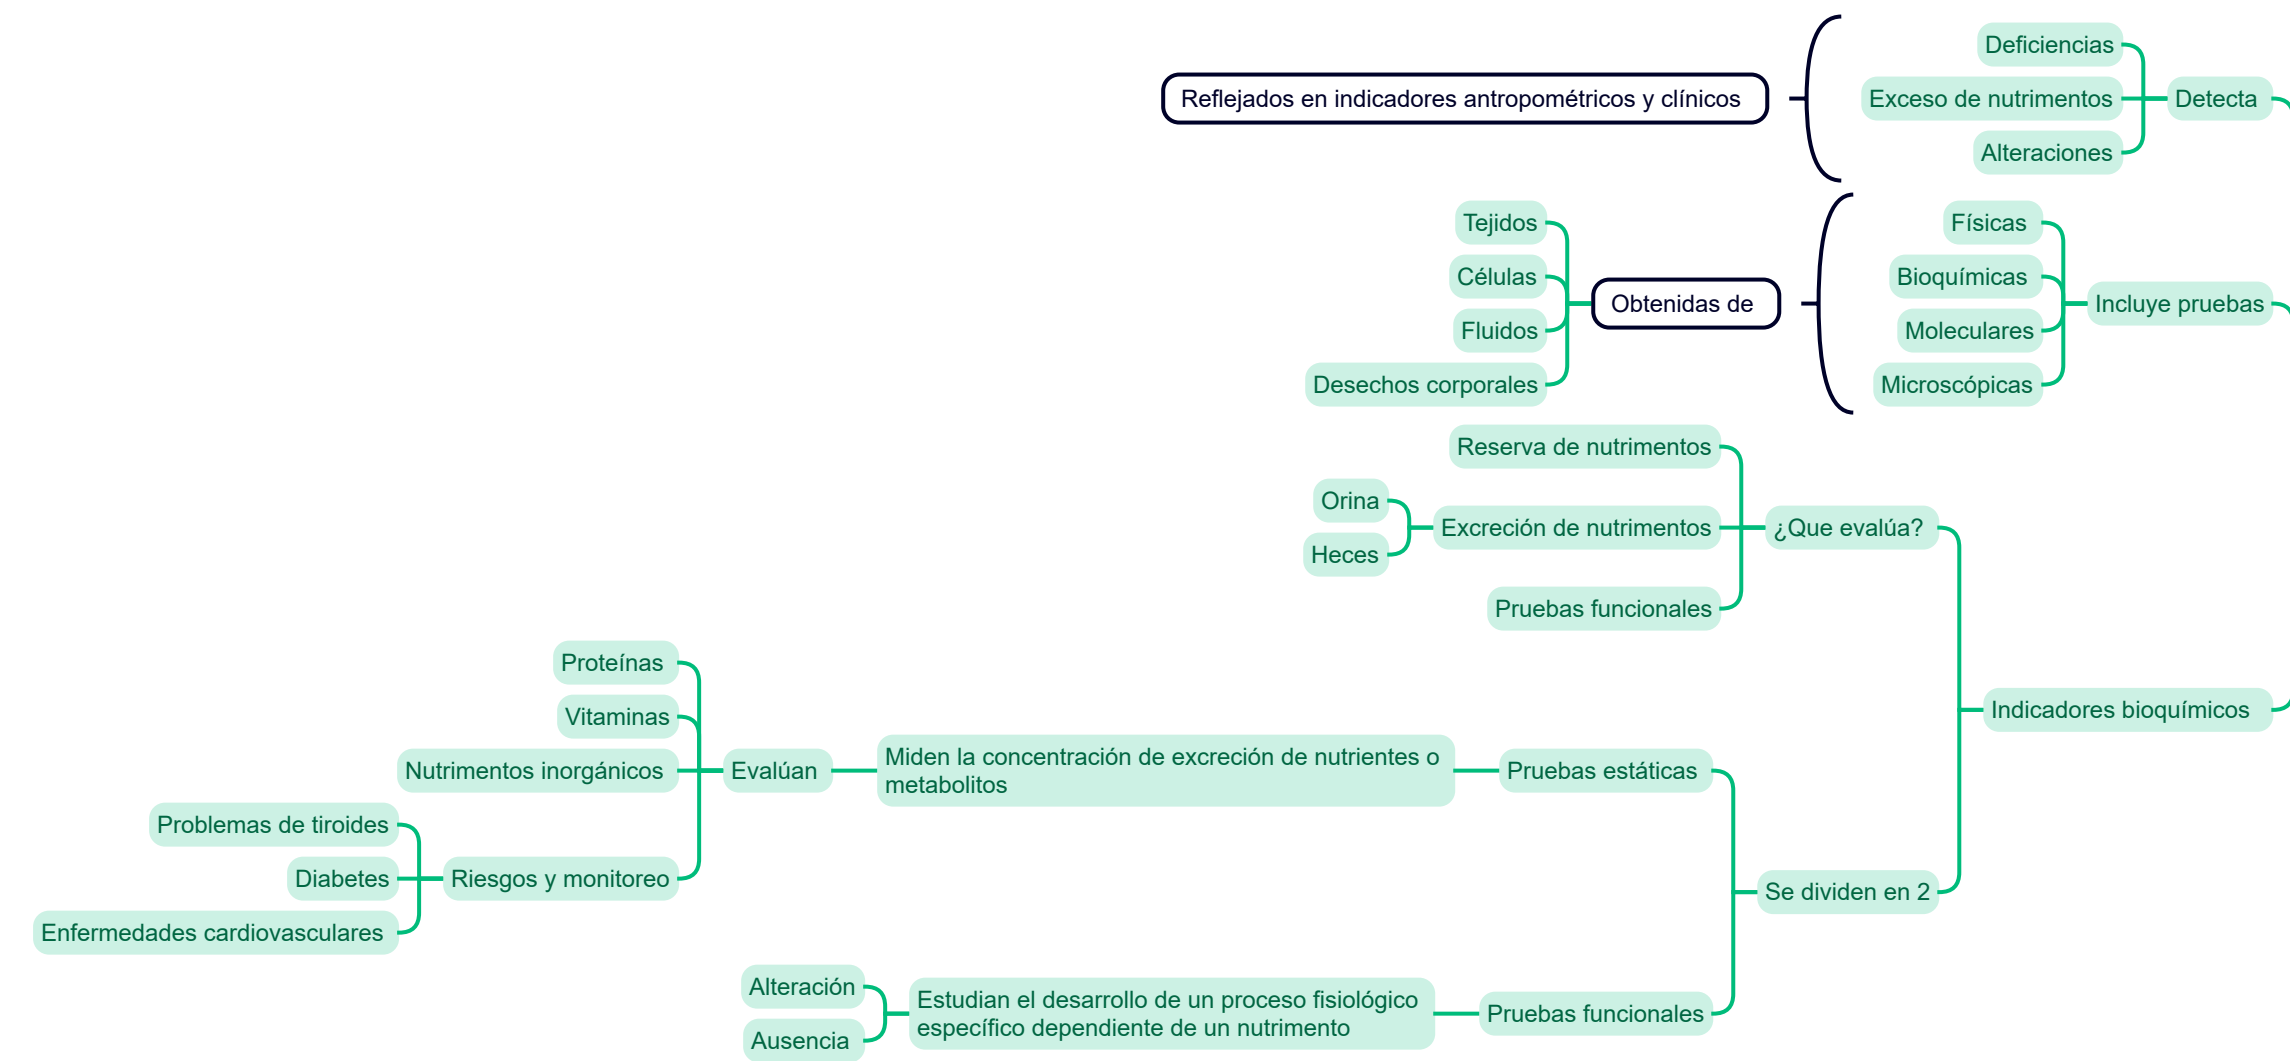 Deficiencias
Reflejados en indicadores antropométricos y clínicos
Exceso de nutrimentos
Detecta
Alteraciones
Tejidos
Células
Fluidos
Desechos corporales
Obtenidas de
Físicas
Bioquímicas
Moleculares
Microscópicas
Incluye pruebas
Reserva de nutrimentos
Orina
Heces
Excreción de nutrimentos
¿Que evalúa?
Pruebas funcionales
Indicadores bioquímicos
Proteínas
Vitaminas
Nutrimentos inorgánicos
Evalúan
Miden la concentración de excreción de nutrientes o
metabolitos
Pruebas estáticas
Problemas de tiroides
Diabetes
Enfermedades cardiovasculares
Riesgos y monitoreo
Se dividen en 2
Alteración
Ausencia
Estudian el desarrollo de un proceso fisiológico
específico dependiente de un nutrimento
Pruebas funcionales